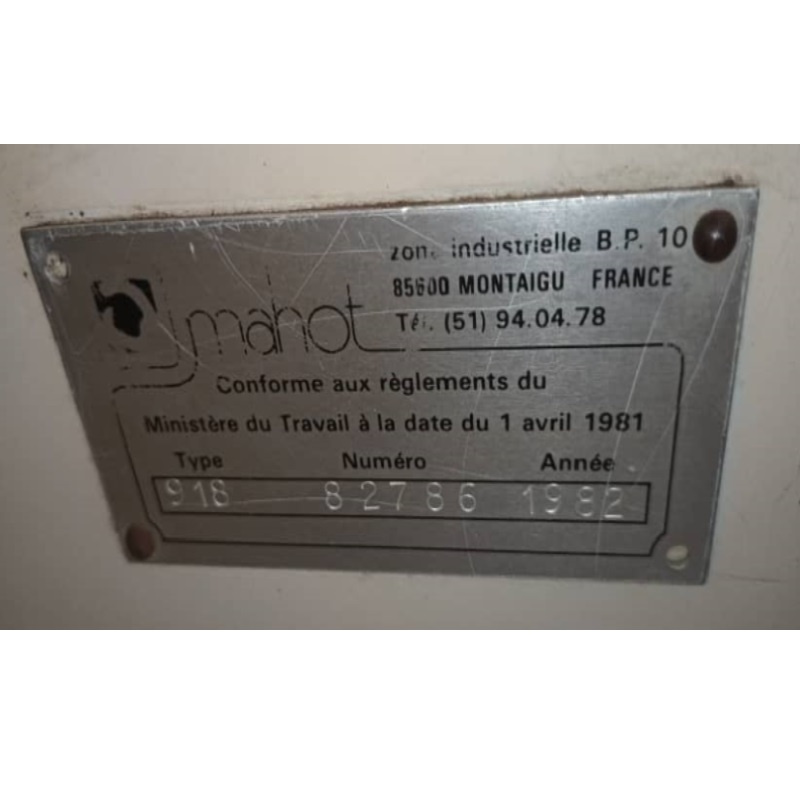 zone industrielle B.P. 10
85600 MONTAIGU FRANCE
Tél. (51) 94.04.78
mahot
Conforme aux règlements du
Ministère du Travail à la date du 1 avril 1981
Type Numéro Année
918 82786 1982